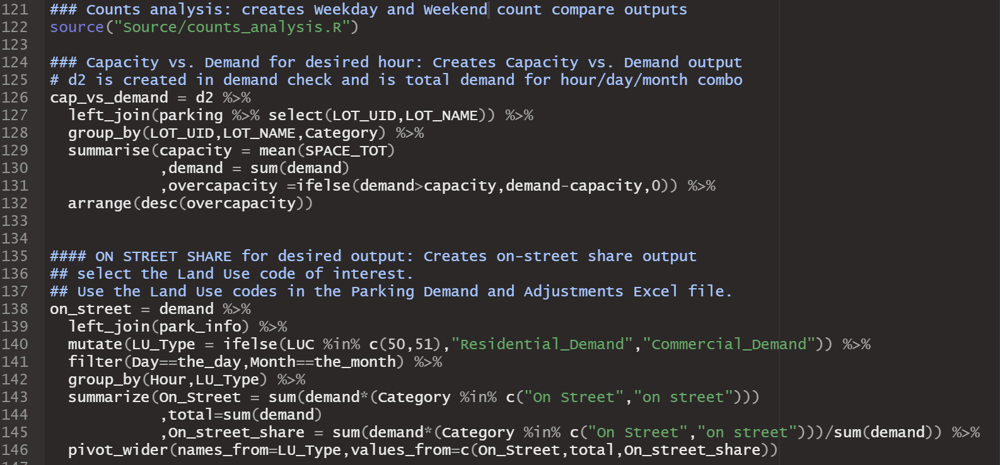 121 ### Counts analysis: creates Weekday and Weekend count compare outputs
122 source("Source/counts_analysis.R")
123
124 ### Capacity vs. Demand for desired hour: Creates Capacity vs. Demand output
125 # d2 is created in demand check and is total demand for hour/day/month combo
126 cap_vs_demand = d2 %>%
127   left_join(parking %>% select(LOT_UID,LOT_NAME)) %>%
128   group_by(LOT_UID,LOT_NAME,Category) %>%
129   summarise(capacity = mean(SPACE_TOT)
130             ,demand = sum(demand)
131             ,overcapacity =ifelse(demand>capacity,demand-capacity,0)) %>%
132   arrange(desc(overcapacity))
133
134
135 #### ON STREET SHARE for desired output: Creates on-street share output
136 ## select the Land Use code of interest.
137 ## Use the Land Use codes in the Parking Demand and Adjustments Excel file.
138 on_street = demand %>%
139   left_join(park_info) %>%
140   mutate(LU_Type = ifelse(LUC %in% c(50,51),"Residential_Demand","Commercial_Demand")) %>%
141   filter(Day==the_day,Month==the_month) %>%
142   group_by(Hour,LU_Type) %>%
143   summarize(On_Street = sum(demand*(Category %in% c("On Street","on street")))
144             ,total=sum(demand)
145             ,On_street_share = sum(demand*(Category %in% c("On Street","on street")))/sum(demand)) %>%
146   pivot_wider(names_from=LU_Type,values_from=c(On_Street,total,On_street_share))